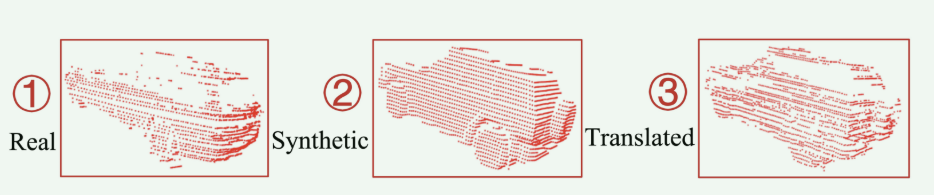 ①
Real
②
Synthetic
③
Translated